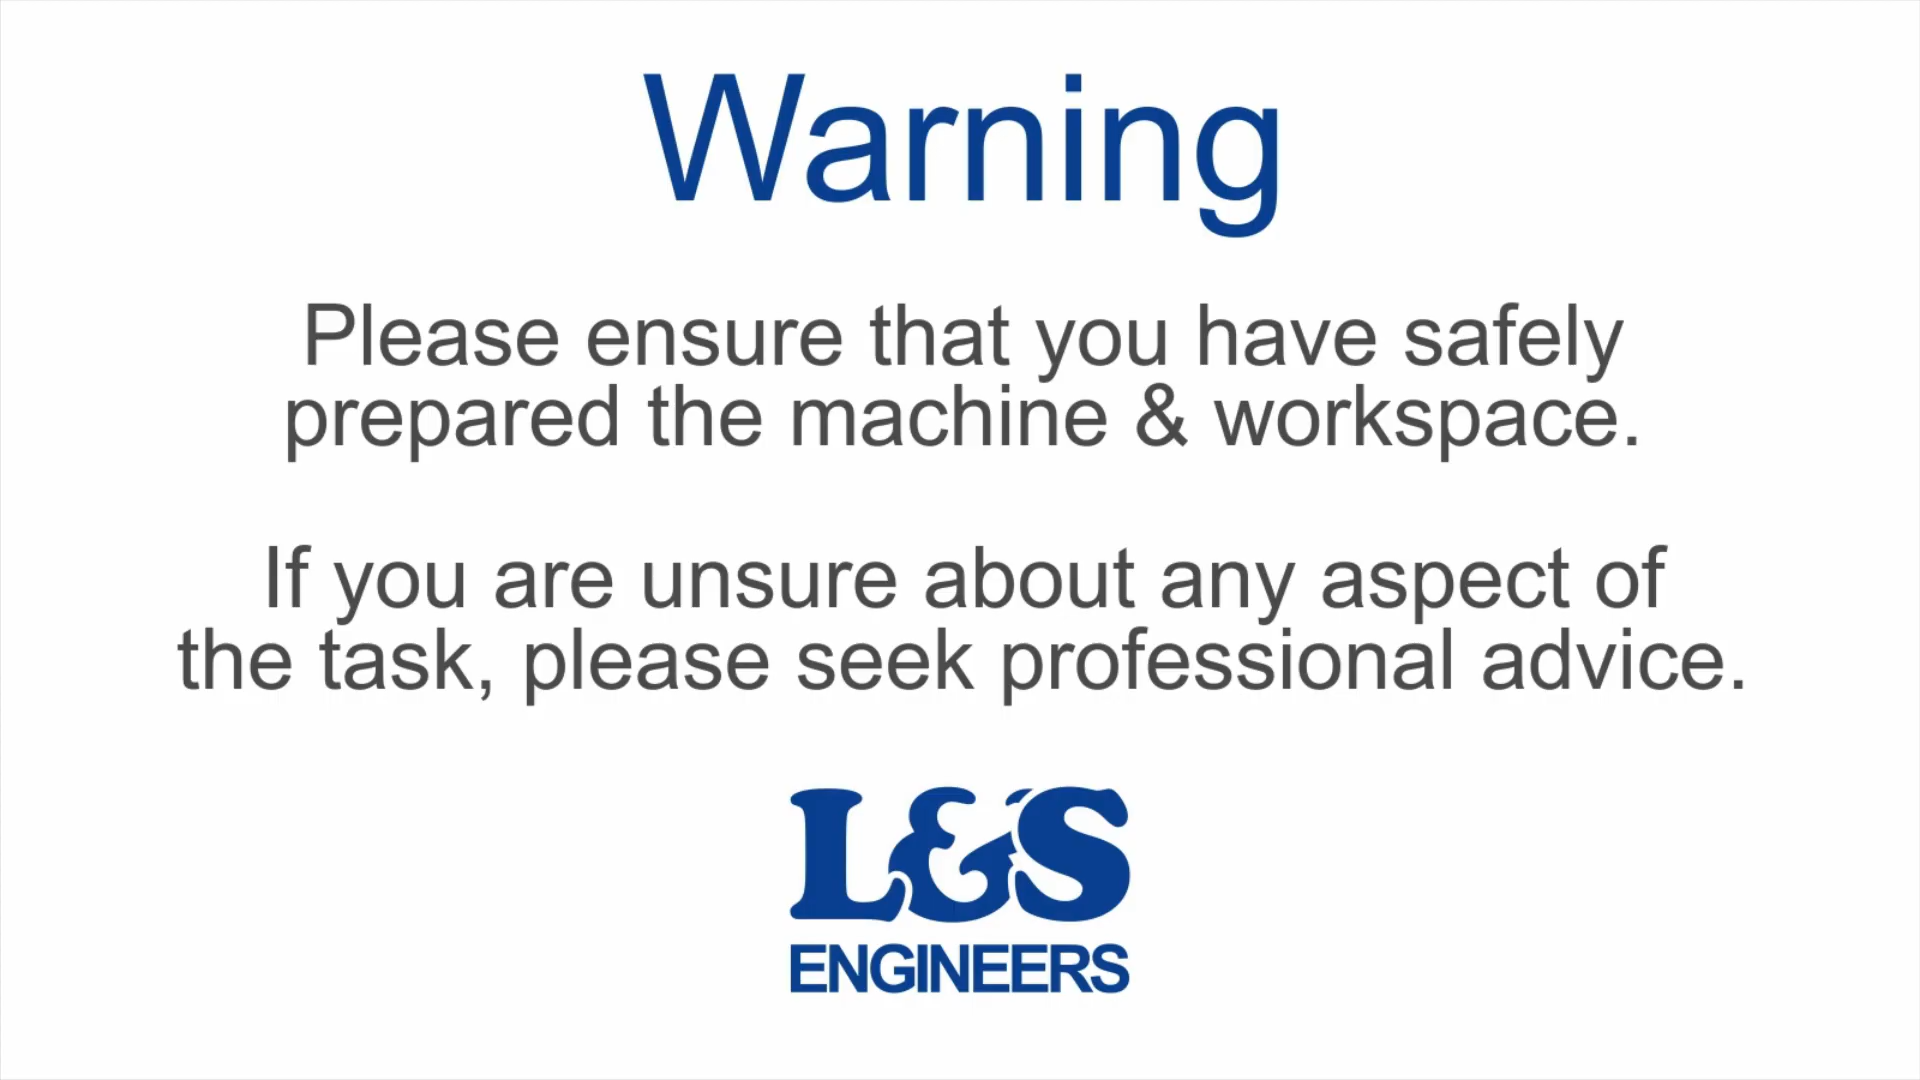 Warning
Please ensure that you have safely
prepared the machine & workspace.
If you are unsure about any aspect of
the task, please seek professional advice.
L&S
ENGINEERS